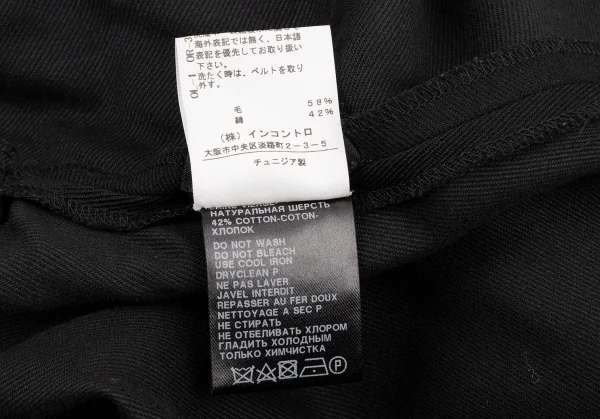 海外表記では無く、日本語
表記を優先してお取り扱い
下さい。
洗たく時は、ベルトを取り
外す。
毛 58%
綿 42%
(株) インコントロ
大阪市中央区淡路町2-3-5
チュニジア製
НАТУРАЛЬНАЯ ШЕРСТЬ
42% COTTON-COTON-
ХЛОПОК
DO NOT WASH
DO NOT BLEACH
USE COOL IRON
DRYCLEAN P
NE PAS LAVER
JAVEL INTERDIT
REPASSER AU FER DOUX
NETTOYAGE A SEC P
НЕ СТИРАТЬ
НЕ ОТБЕЛИВАТЬ ХЛОРОМ
ГЛАДИТЬ ХОЛОДНЫМ
ТОЛЬКО ХИМЧИСТКА
P